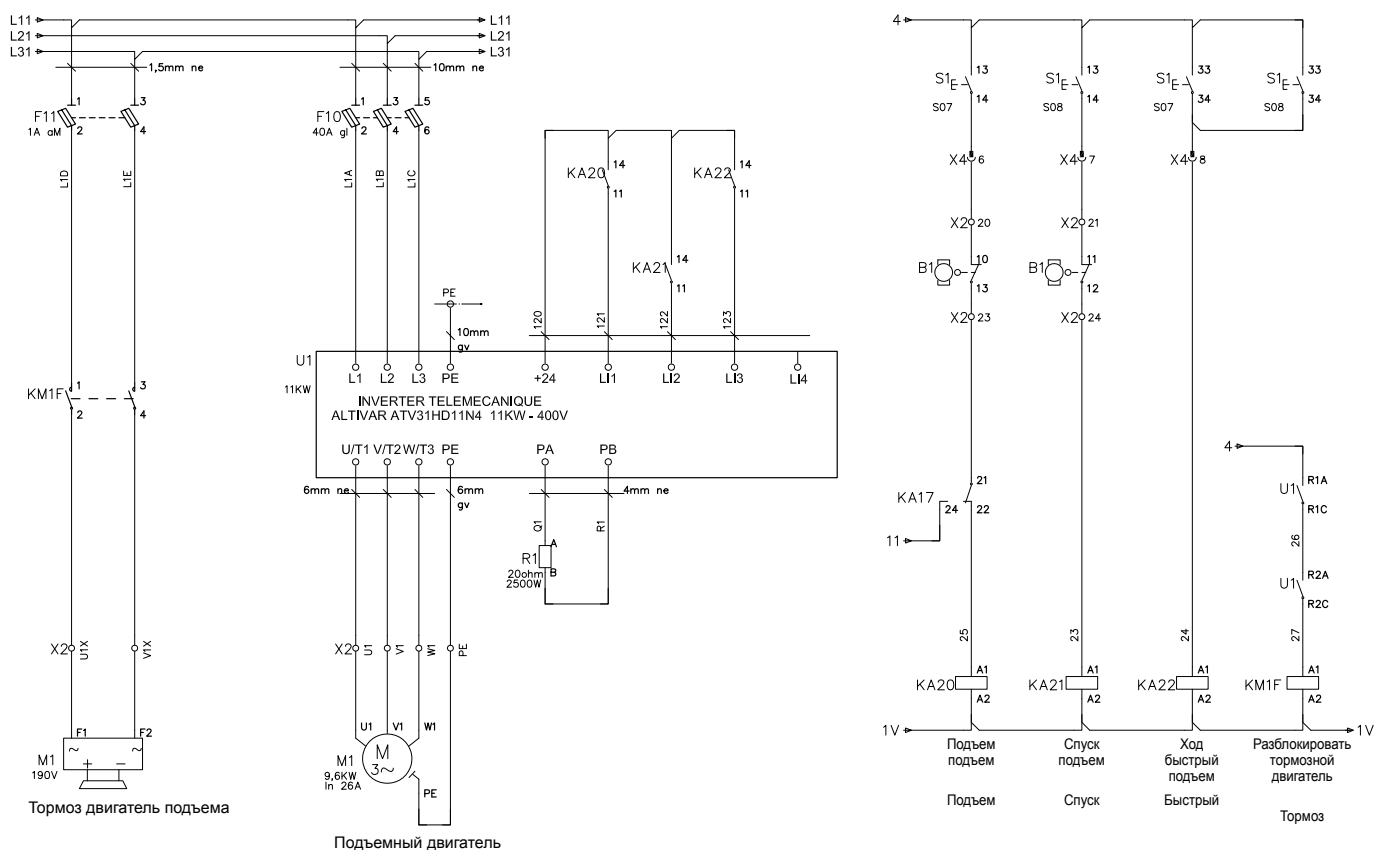 L11
L21
L31
L11
L21
L31
1,5mm ne
10mm ne
1
3
F11
1A aM
2
4
1
3
5
F10
40A gl
2
4
6
L1D
L1E
L1A
L1B
L1C
KA20
14
11
KA22
14
11
KA21
14
11
PE
10mm
gv
120
121
122
123
U1
11KW
L1
L2
L3
PE
+24
LI1
LI2
LI3
LI4
INVERTER TELEMECANIQUE
ALTIVAR ATV31HD11N4 11KW - 400V
U/T1
V/T2
W/T3
PE
PA
PB
KM1F
1
3
2
4
6mm ne
6mm
gv
4mm ne
Q1
R1
R1
20ohm
2500W
A
B
X2
U1X
V1X
X2
U1
V1
W1
PE
F1
F2
~
~
+
−
M1
190V
Тормоз двигатель подъема
U1
V1
W1
M
3~
M1
9,6KW
In 26A
PE
Подъемный двигатель
4
S1
E
13
14
S07
S1
E
13
14
S08
S1
E
33
34
S07
S1
E
33
34
S08
X4
6
X4
7
X4
8
X2
20
X2
21
B1
10
13
B1
11
12
X2
23
X2
24
KA17
21
24
22
11
4
U1
R1A
R1C
26
U1
R2A
R2C
25
23
24
27
KA20
A1
A2
KA21
A1
A2
KA22
A1
A2
KM1F
A1
A2
1V
1V
Подъем
подъем
Спуск
подъем
Ход
быстрый
подъем
Разблокировать
тормозной
двигатель
Подъем
Спуск
Быстрый
Тормоз